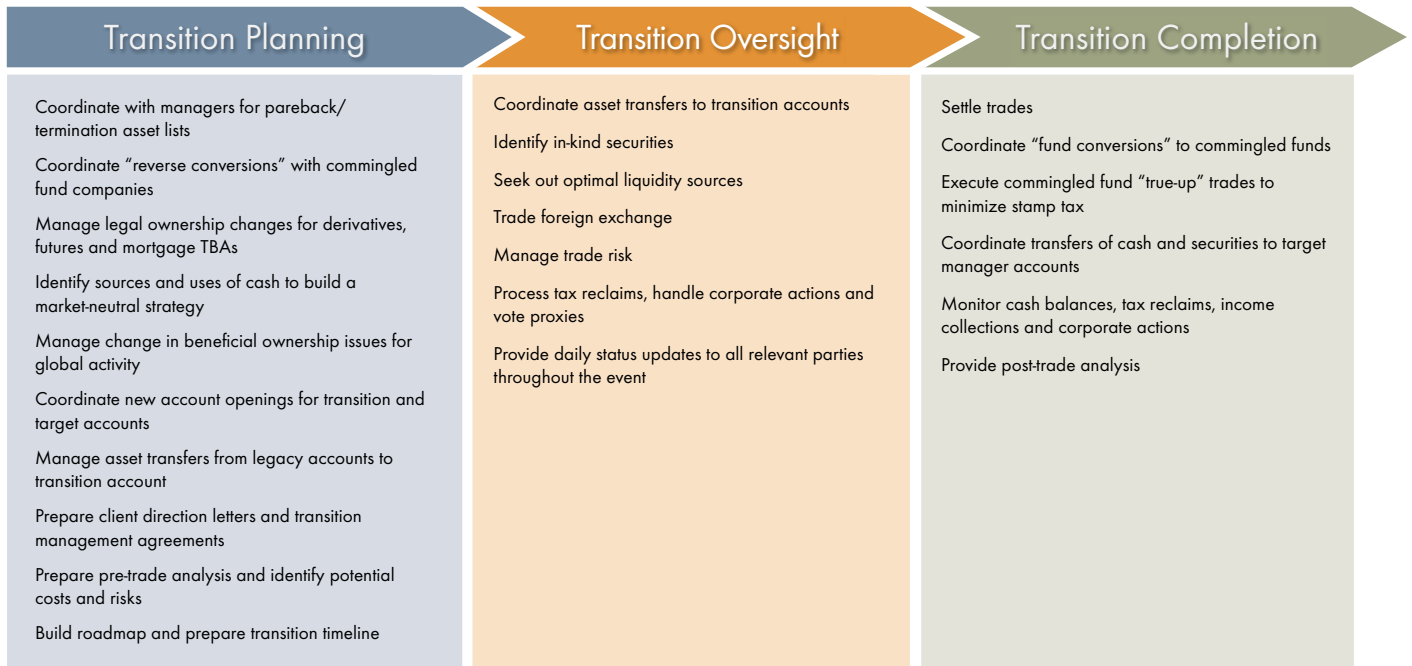 Transition Planning
Coordinate with managers for pareback/
termination asset lists
Coordinate “reverse conversions” with commingled
fund companies
Manage legal ownership changes for derivatives,
futures and mortgage TBAs
Identify sources and uses of cash to build a
market-neutral strategy
Manage change in beneficial ownership issues for
global activity
Coordinate new account openings for transition and
target accounts
Manage asset transfers from legacy accounts to
transition account
Prepare client direction letters and transition
management agreements
Prepare pre-trade analysis and identify potential
costs and risks
Build roadmap and prepare transition timeline
Transition Oversight
Coordinate asset transfers to transition accounts
Identify in-kind securities
Seek out optimal liquidity sources
Trade foreign exchange
Manage trade risk
Process tax reclaims, handle corporate actions and
vote proxies
Provide daily status updates to all relevant parties
throughout the event
Transition Completion
Settle trades
Coordinate “fund conversions” to commingled funds
Execute commingled fund “true-up” trades to
minimize stamp tax
Coordinate transfers of cash and securities to target
manager accounts
Monitor cash balances, tax reclaims, income
collections and corporate actions
Provide post-trade analysis